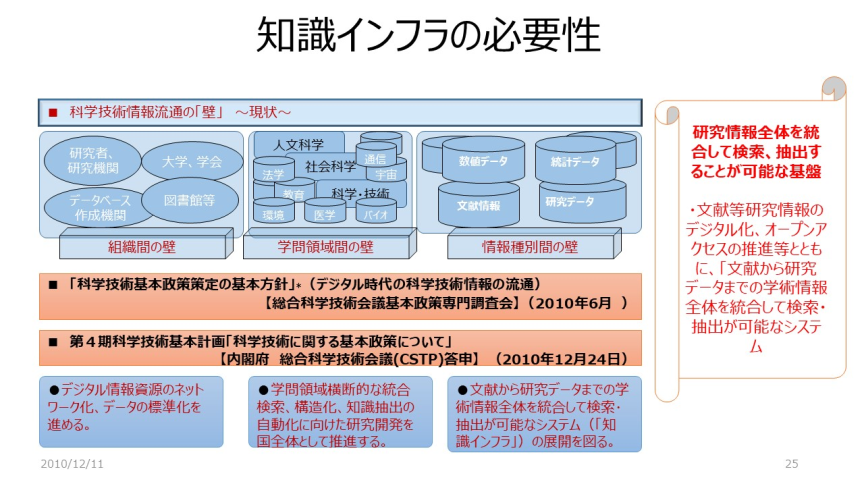 知識インフラの必要性
■ 科学技術情報流通の「壁」 ～現状～
研究者、
研究機関
大学、学会
データベース
作成機関
図書館等
組織間の壁
人文科学
通信
社会科学
法学
宇宙
教育
科学・技術
環境
医学
バイオ
学問領域間の壁
数値データ
統計データ
文献情報
研究データ
情報種別間の壁
■ 「科学技術基本政策策定の基本方針」*（デジタル時代の科学技術情報の流通）
【総合科学技術会議基本政策専門調査会】（2010年6月 ）
■ 第４期科学技術基本計画「科学技術に関する基本政策について」
【内閣府 総合科学技術会議(CSTP)答申】 （2010年12月24日）
●デジタル情報資源のネット
ワーク化、データの標準化を
進める。
●学問領域横断的な統合
検索、構造化、知識抽出の
自動化に向けた研究開発を
国全体として推進する。
●文献から研究データまでの学
術情報全体を統合して検索・
抽出が可能なシステム（「知
識インフラ」）の展開を図る。
研究情報全体を統
合して検索、抽出す
ることが可能な基盤
・文献等研究情報の
デジタル化、オープンア
クセスの推進等ととも
に、「文献から研究
データまでの学術情報
全体を統合して検索・
抽出が可能なシステ
ム
2010/12/11
25